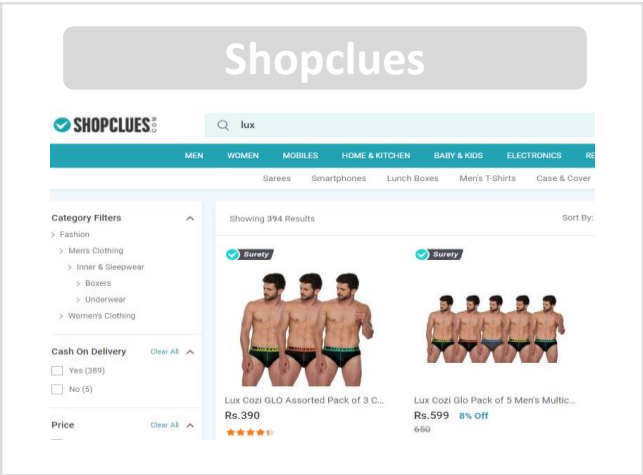 Shopclues
SHOPCLUES.COM
lux
MEN WOMEN MOBILES HOME & KITCHEN BABY & KIDS ELECTRONICS RE
Sarees Smartphones Lunch Boxes Men's T-Shirts Case & Cover
Category Filters
> Fashion
> Men's Clothing
> Inner & Sleepwear
> Boxers
> Underwear
> Women's Clothing
Cash On Delivery Clear All
Yes (389)
No (5)
Price Clear All
Showing 394 Results Sort By:
Surety
Lux Cozi GLO Assorted Pack of 3 C...
Rs.390
Surety
Lux Cozi Glo Pack of 5 Men's Multic...
Rs.599 8% Off
650